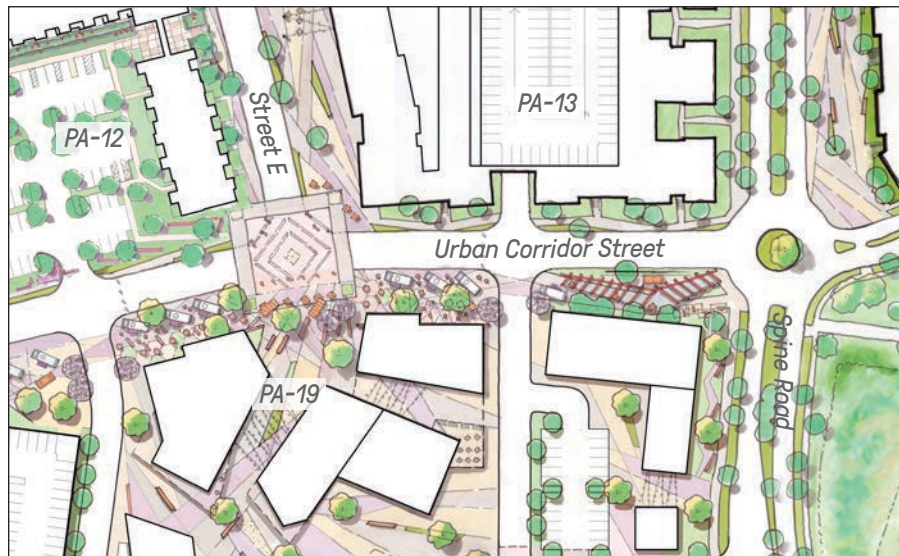 PA-12
Street E
PA-13
Urban Corridor Street
PA-19
Spine Road